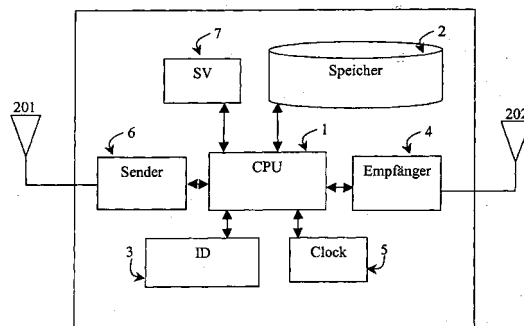 7
2
SV
Speicher
201
202
6
1
4
Sender
CPU
Empfänger
ID
Clock
3
5